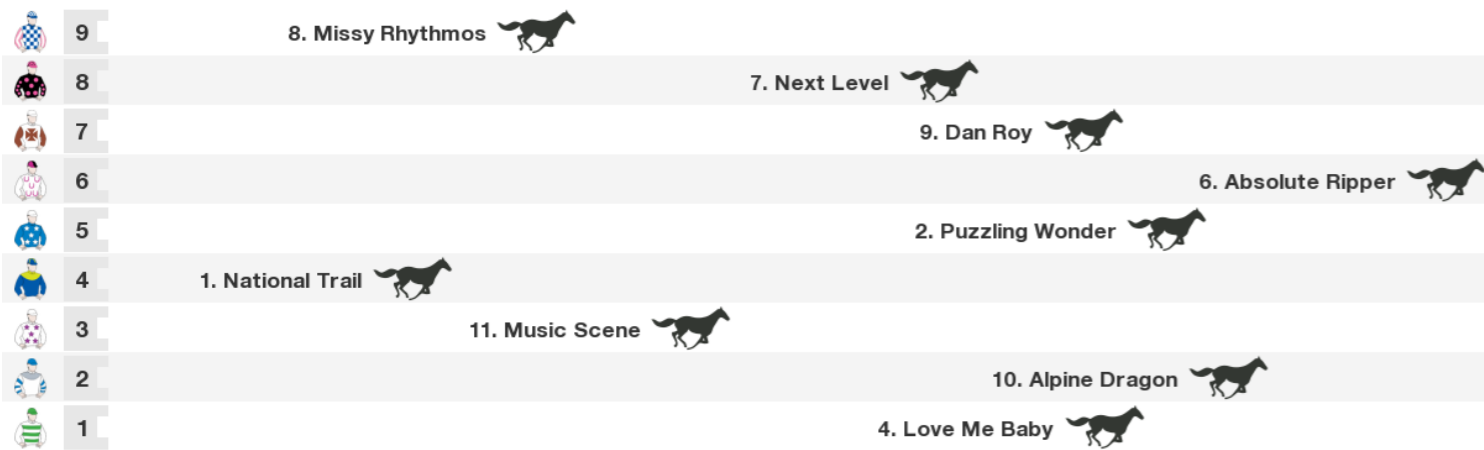 9 8. Missy Rhythmos
8 7. Next Level
7 9. Dan Roy
6 6. Absolute Ripper
5 2. Puzzling Wonder
4 1. National Trail
3 11. Music Scene
2 10. Alpine Dragon
1 4. Love Me Baby